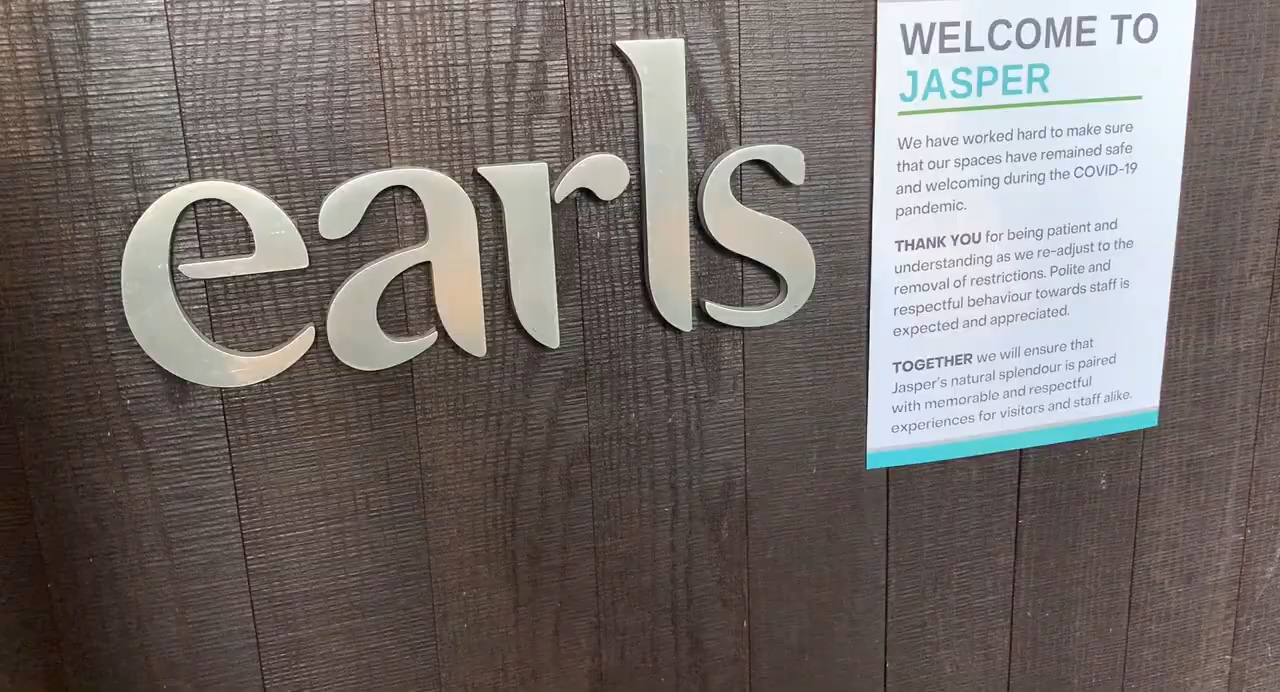 earls
WELCOME TO
JASPER
We have worked hard to make sure
that our spaces have remained safe
and welcoming during the COVID-19
pandemic.
THANK YOU for being patient and
understanding as we re-adjust to the
removal of restrictions. Polite and
respectful behaviour towards staff is
expected and appreciated.
TOGETHER we will ensure that
Jasper's natural splendour is paired
with memorable and respectful
experiences for visitors and staff alike.